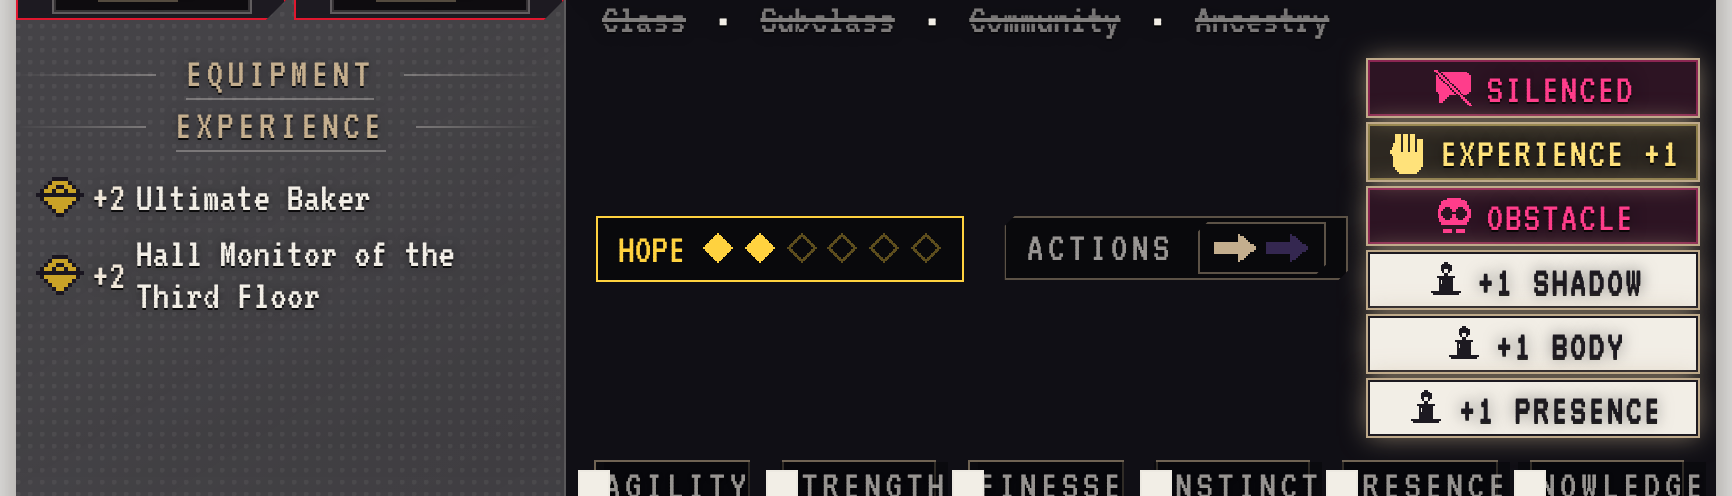 Class ▪ Subclass ▪ Community ▪ Ancestry
EQUIPMENT
EXPERIENCE
+2 Ultimate Baker
+2 Hall Monitor of the
Third Floor
HOPE
ACTIONS
SILENCED
EXPERIENCE +1
OBSTACLE
+1 SHADOW
+1 BODY
+1 PRESENCE
AGILITY TRENGTH FINESSE NSTINCT RESENCE NOWLEDGE